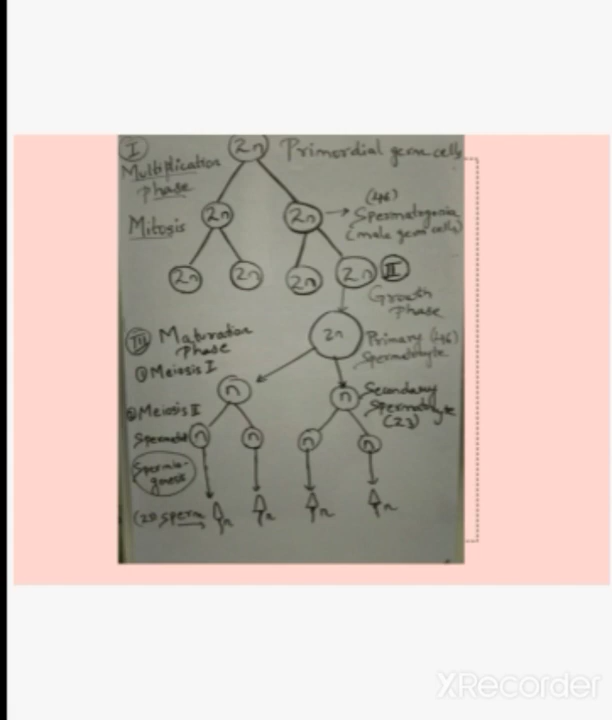 I
2n Primordial germ cells
Multiplication
phase
(46)
2n 2n Spermatogonia
Mitosis (male germ cells)
2n 2n 2n 2n II
Growth
phase
III Maturation
Phase
2n Primary (46)
Spermatocyte
① Meiosis I
n n Secondary
Spermatocyte
(23)
② Meiosis II
n n n n
Spermio-
genesis
sperm n n n n
XRecorder